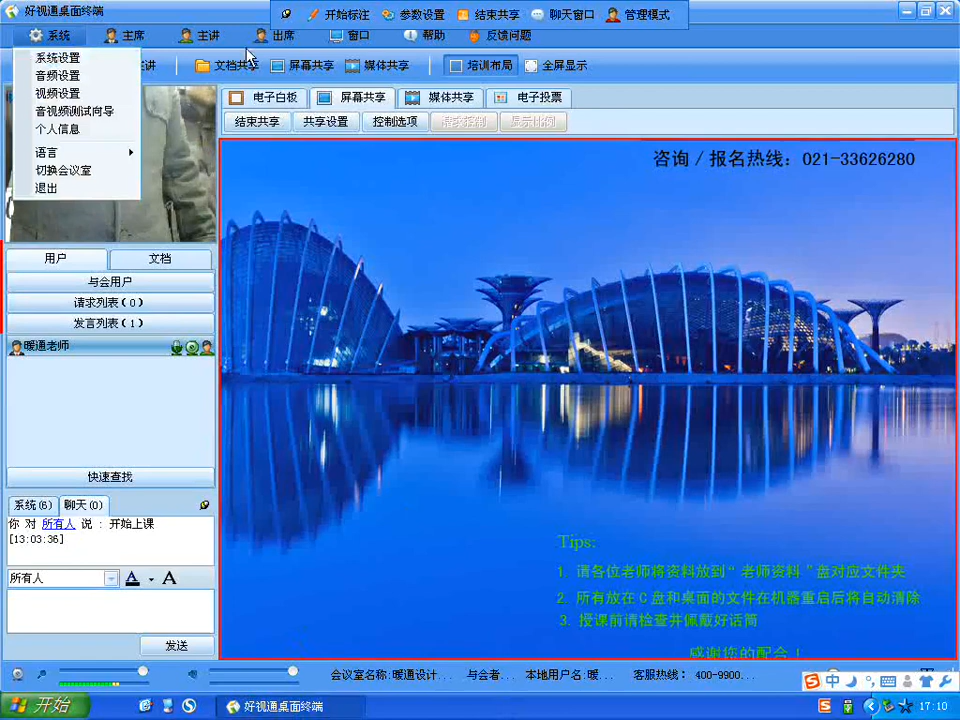 好视通桌面终端
开始标注 参数设置 结束共享 聊天窗口 管理模式
系统 主席 主讲 出席 窗口 帮助 反馈问题
系统设置
音频设置
视频设置
音视频测试向导
个人信息
语言
切换会议室
退出
主讲 文档共享 屏幕共享 媒体共享 培训布局 全屏显示
电子白板 屏幕共享 媒体共享 电子投票
结束共享 共享设置 控制选项 请求控制 显示比例
咨询 / 报名热线：021-33626280
用户 文档
与会用户
请求列表(0)
发言列表(1)
暖通老师
快速查找
系统(6) 聊天(0)
你 对 所有人 说 : 开始上课
[13:03:36]
所有人 A A
发送
Tips:
1. 请各位老师将资料放到“ 老师资料 ”盘对应文件夹
2. 所有放在 C 盘和桌面的文件在机器重启后将自动清除
3. 授课前请检查并佩戴好话筒
感谢您的配合！
会议室名称:暖通设计... 与会者... 本地用户名:暖... 客服热线： 400-9900...
中
开始 好视通桌面终端 17:10